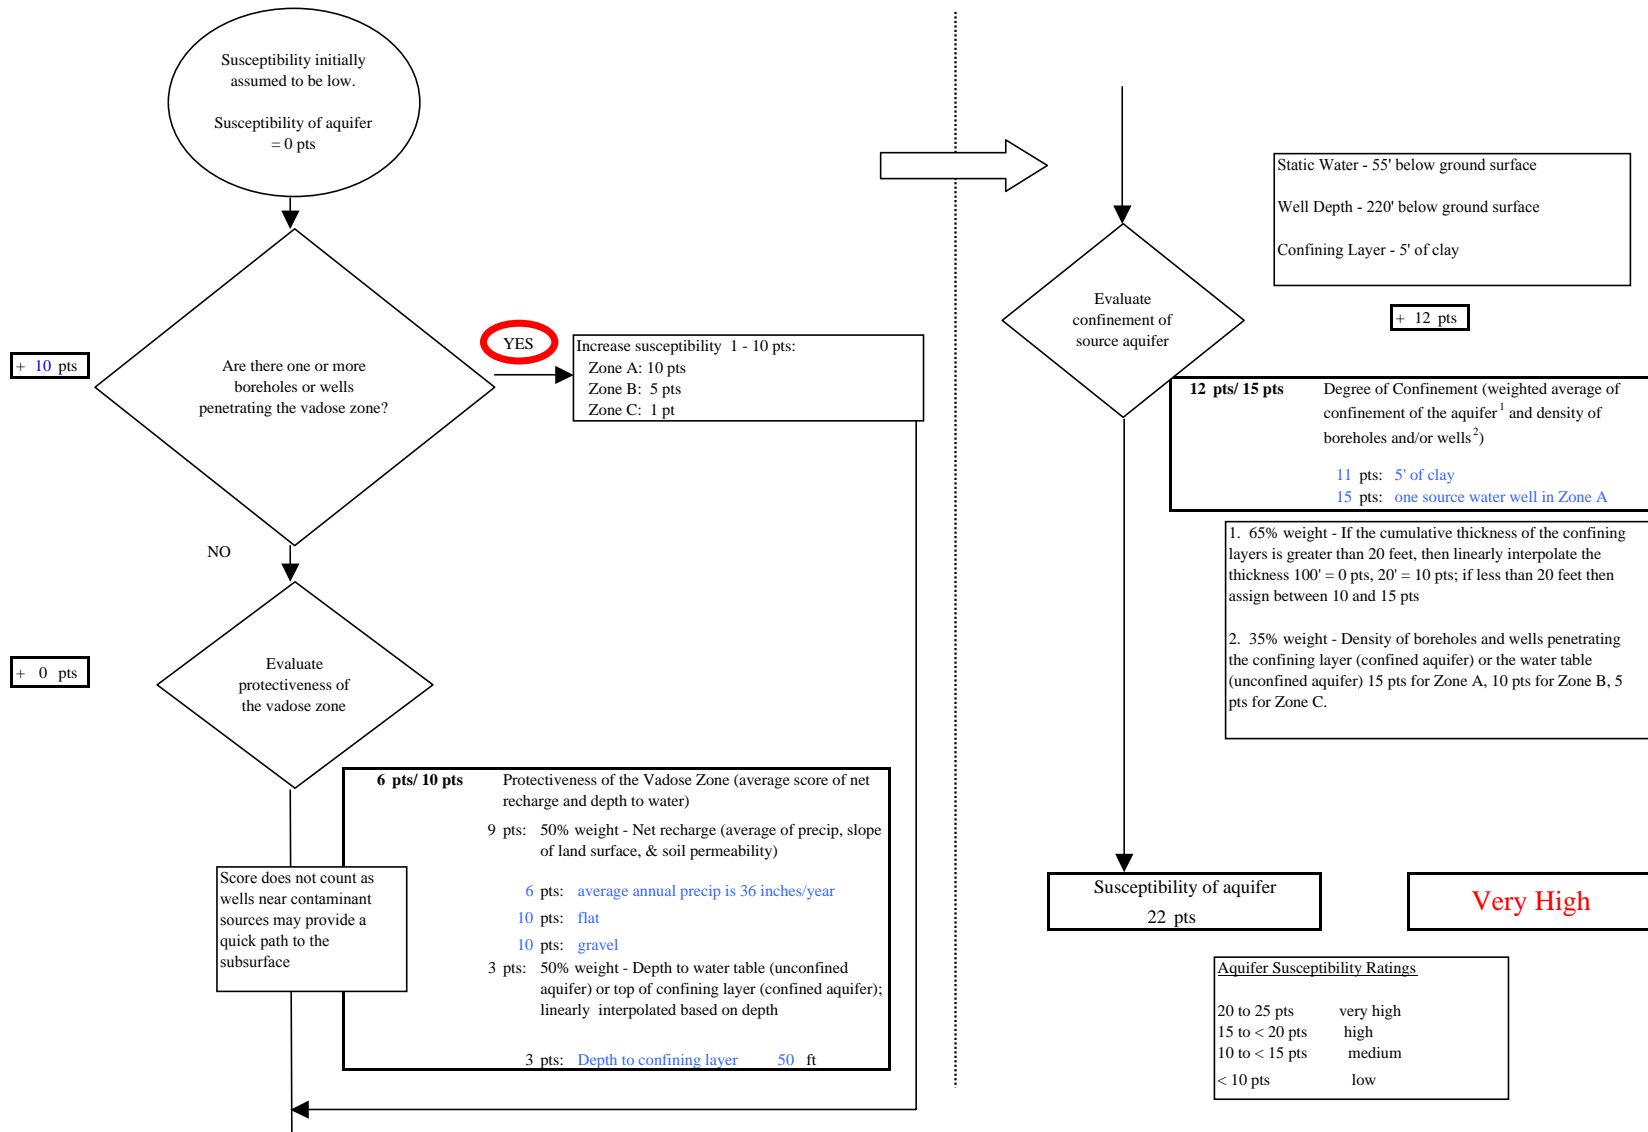 Susceptibility initially
assumed to be low.
Susceptibility of aquifer
= 0 pts
+ 10 pts
Are there one or more
boreholes or wells
penetrating the vadose zone?
YES
Increase susceptibility 1 - 10 pts:
Zone A: 10 pts
Zone B: 5 pts
Zone C: 1 pt
NO
+ 0 pts
Evaluate
protectiveness of
the vadose zone
6 pts/ 10 pts Protectiveness of the Vadose Zone (average score of net
recharge and depth to water)
9 pts: 50% weight - Net recharge (average of precip, slope
of land surface, & soil permeability)
6 pts: average annual precip is 36 inches/year
10 pts: flat
10 pts: gravel
3 pts: 50% weight - Depth to water table (unconfined
aquifer) or top of confining layer (confined aquifer);
linearly interpolated based on depth
3 pts: Depth to confining layer 50 ft
Score does not count as
wells near contaminant
sources may provide a
quick path to the
subsurface
Evaluate
confinement of
source aquifer
Static Water - 55' below ground surface
Well Depth - 220' below ground surface
Confining Layer - 5' of clay
+ 12 pts
12 pts/ 15 pts Degree of Confinement (weighted average of
confinement of the aquifer1 and density of
boreholes and/or wells2)
11 pts: 5' of clay
15 pts: one source water well in Zone A
1. 65% weight - If the cumulative thickness of the confining
layers is greater than 20 feet, then linearly interpolate the
thickness 100' = 0 pts, 20' = 10 pts; if less than 20 feet then
assign between 10 and 15 pts
2. 35% weight - Density of boreholes and wells penetrating
the confining layer (confined aquifer) or the water table
(unconfined aquifer) 15 pts for Zone A, 10 pts for Zone B, 5
pts for Zone C.
Susceptibility of aquifer
22 pts
Very High
Aquifer Susceptibility Ratings
20 to 25 pts very high
15 to < 20 pts high
10 to < 15 pts medium
< 10 pts low